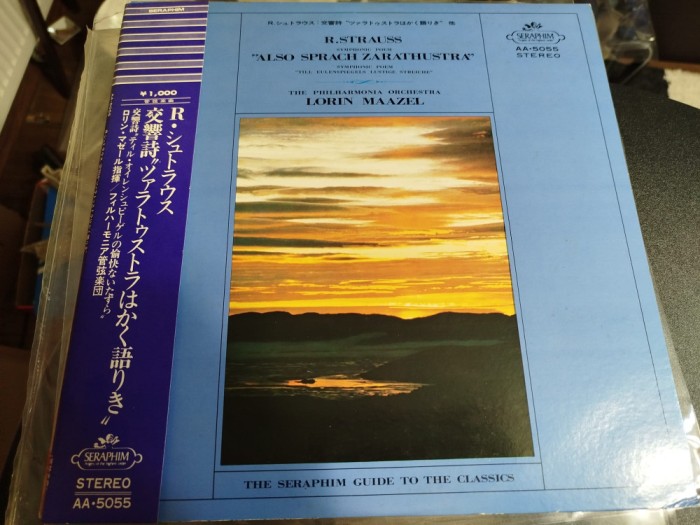 SERAPHIM
¥1,000
管弦楽曲
R・シュトラウス
交響詩“ツァラトゥストラはかく語りき”
交響詩“ティル・オイレンシュピーゲルの愉快ないたずら”
ロリン・マゼール指揮/フィルハーモニア管弦楽団
SERAPHIM
STEREO
AA・5055
R.シュトラウス:交響詩“ツァラトゥストラはかく語りき”他
R.STRAUSS
SYMPHONIC POEM
"ALSO SPRACH ZARATHUSTRA"
SYMPHONIC POEM
"TILL EULENSPIEGELS LUSTIGE STREICHE"
THE PHILHARMONIA ORCHESTRA
LORIN MAAZEL
SERAPHIM
AA・5055
STEREO
THE SERAPHIM GUIDE TO THE CLASSICS